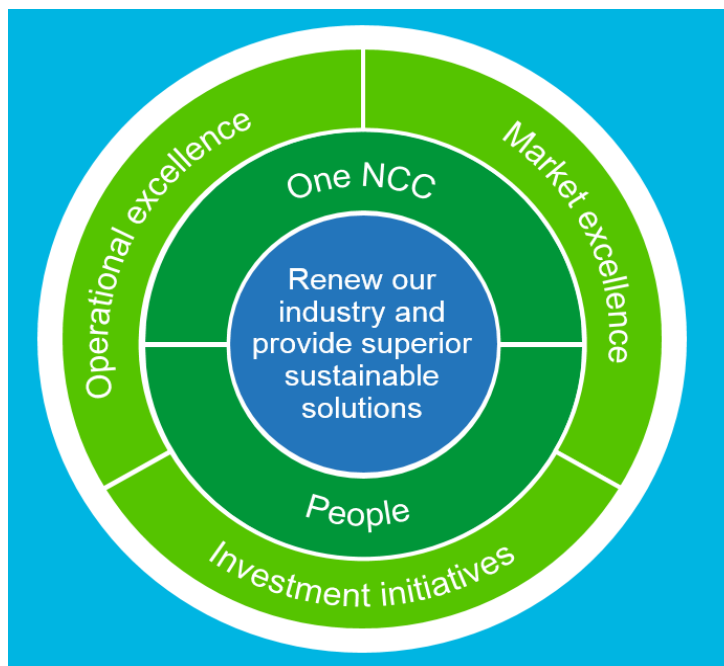 Operational excellence
Market excellence
One NCC
Renew our
industry and
provide superior
sustainable
solutions
People
Investment initiatives